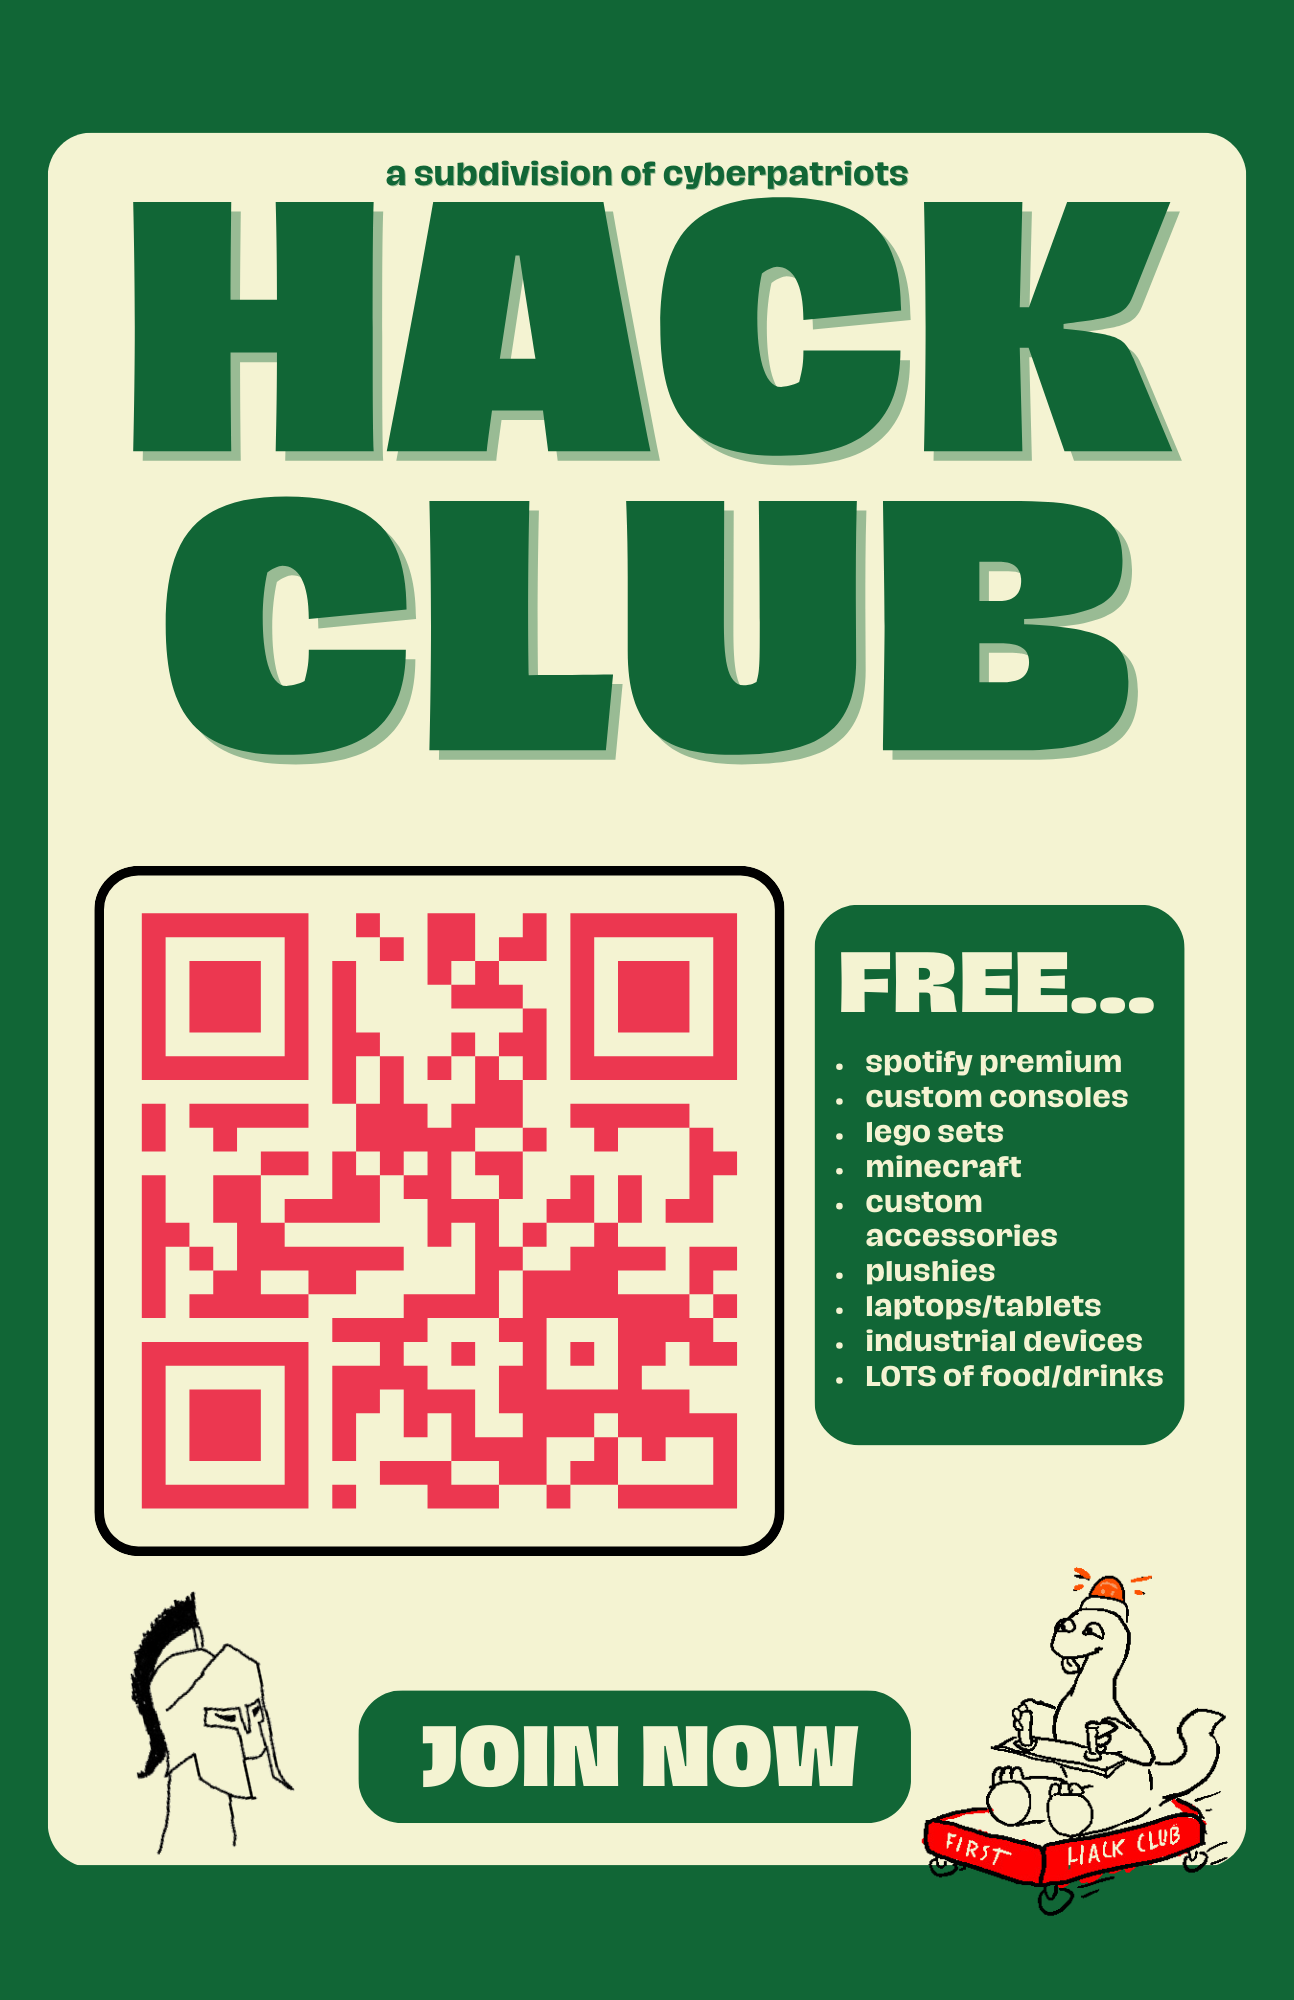 a subdivision of cyberpatriots
HACK
CLUB
FREE...
• spotify premium
• custom consoles
• lego sets
• minecraft
• custom
accessories
• plushies
• laptops/tablets
• industrial devices
• LOTS of food/drinks
JOIN NOW
FIRST HACK CLUB